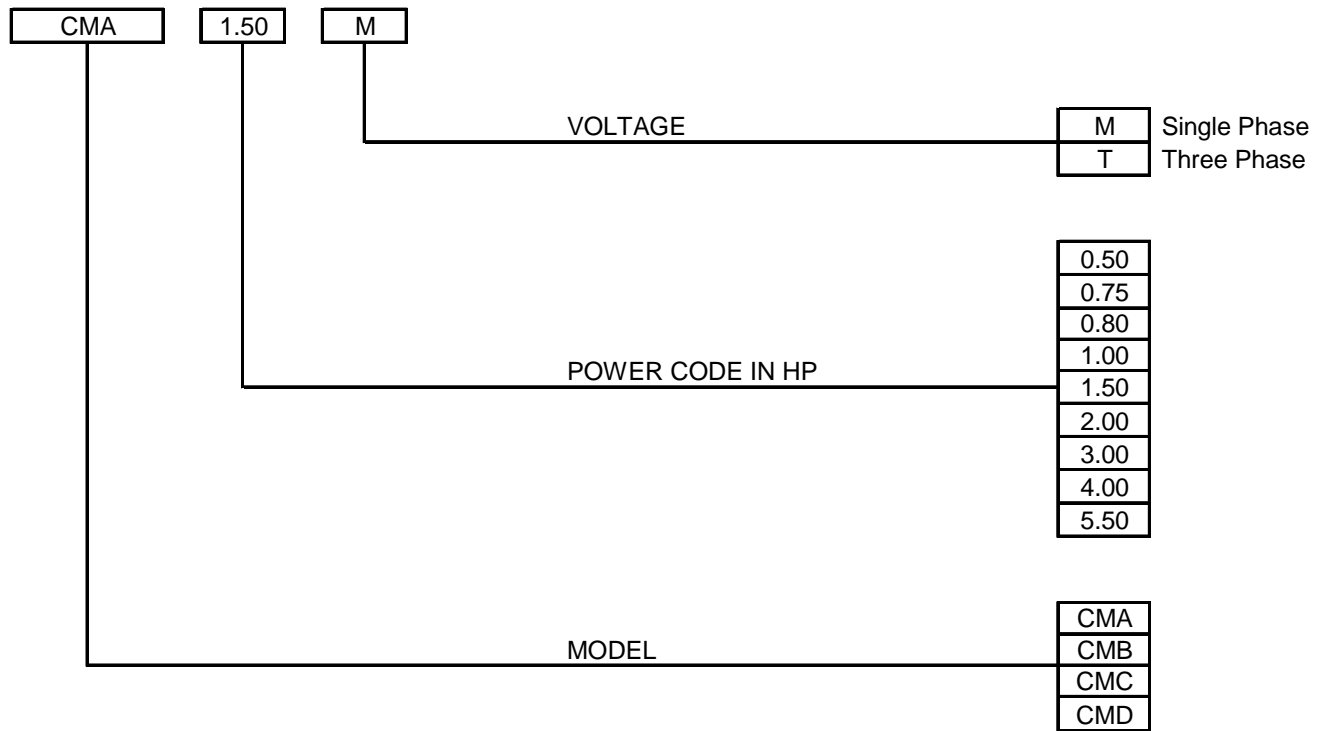 CMA 1.50 M
VOLTAGE
M Single Phase
T Three Phase
0.50
0.75
0.80
1.00
POWER CODE IN HP
1.50
2.00
3.00
4.00
5.50
CMA
MODEL
CMB
CMC
CMD